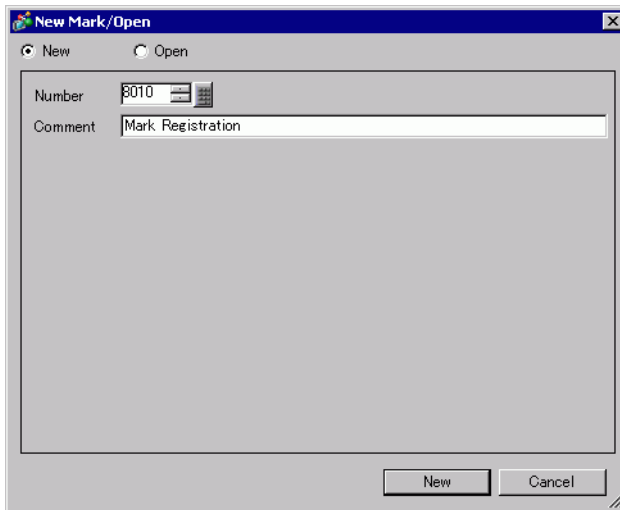 New Mark/Open
New Open
Number 8010
Comment Mark Registration
New Cancel